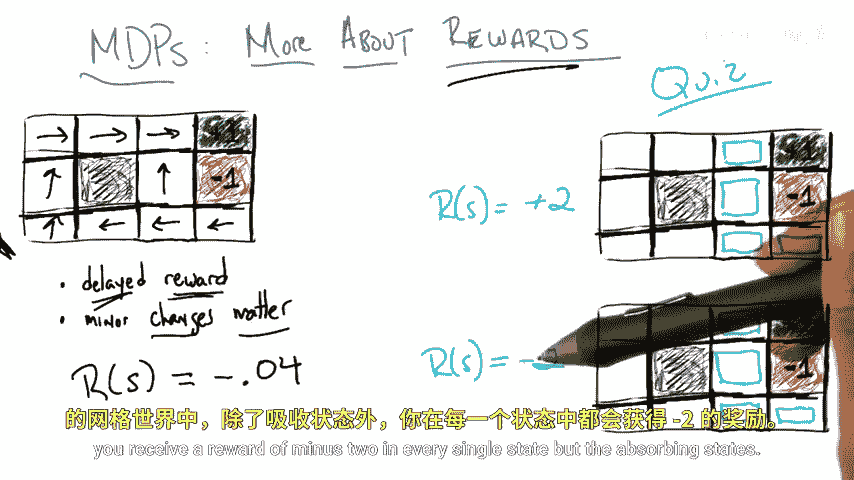 MDPs : More About Rewards
Quiz
+1
-1
R(s) = +2
-1
• delayed reward
• minor changes matter
R(s) = -.04
R(s) = -
-1
的网格世界中，除了吸收状态外，你在每一个状态中都会获得 -2 的奖励。
you receive a reward of minus two in every single state but the absorbing states.